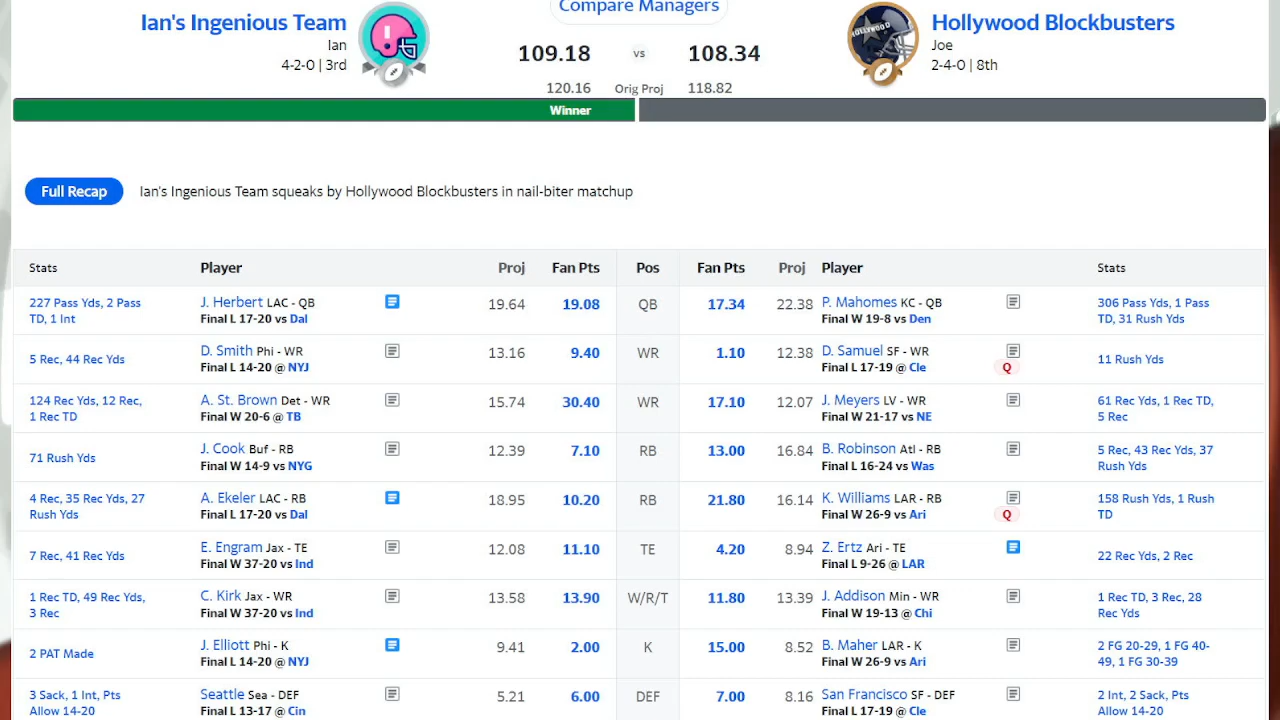 Compare Managers
Ian's Ingenious Team
Ian
4-2-0 | 3rd
109.18 vs 108.34
120.16 Orig Proj 118.82
HOLLYWOOD
Hollywood Blockbusters
Joe
2-4-0 | 8th
Winner
Full Recap Ian's Ingenious Team squeaks by Hollywood Blockbusters in nail-biter matchup
Stats Player Proj Fan Pts Pos Fan Pts Proj Player Stats
227 Pass Yds, 2 Pass J. Herbert LAC - QB 19.64 19.08 QB 17.34 22.38 P. Mahomes KC - QB 306 Pass Yds, 1 Pass
TD, 1 Int Final L 17-20 vs Dal Final W 19-8 vs Den TD, 31 Rush Yds
5 Rec, 44 Rec Yds D. Smith Phi - WR 13.16 9.40 WR 1.10 12.38 D. Samuel SF - WR 11 Rush Yds
Final L 14-20 @ NYJ Final L 17-19 @ Cle Q
124 Rec Yds, 12 Rec, A. St. Brown Det - WR 15.74 30.40 WR 17.10 12.07 J. Meyers LV - WR 61 Rec Yds, 1 Rec TD,
1 Rec TD Final W 20-6 @ TB Final W 21-17 vs NE 5 Rec
71 Rush Yds J. Cook Buf - RB 12.39 7.10 RB 13.00 16.84 B. Robinson Atl - RB 5 Rec, 43 Rec Yds, 37
Final W 14-9 vs NYG Final L 16-24 vs Was Rush Yds
4 Rec, 35 Rec Yds, 27 A. Ekeler LAC - RB 18.95 10.20 RB 21.80 16.14 K. Williams LAR - RB 158 Rush Yds, 1 Rush
Rush Yds Final L 17-20 vs Dal Final W 26-9 vs Ari Q TD
7 Rec, 41 Rec Yds E. Engram Jax - TE 12.08 11.10 TE 4.20 8.94 Z. Ertz Ari - TE 22 Rec Yds, 2 Rec
Final W 37-20 vs Ind Final L 9-26 @ LAR
1 Rec TD, 49 Rec Yds, C. Kirk Jax - WR 13.58 13.90 W/R/T 11.80 13.39 J. Addison Min - WR 1 Rec TD, 3 Rec, 28
3 Rec Final W 37-20 vs Ind Final W 19-13 @ Chi Rec Yds
2 PAT Made J. Elliott Phi - K 9.41 2.00 K 15.00 8.52 B. Maher LAR - K 2 FG 20-29, 1 FG 40-
Final L 14-20 @ NYJ Final W 26-9 vs Ari 49, 1 FG 30-39
3 Sack, 1 Int, Pts Seattle Sea - DEF 5.21 6.00 DEF 7.00 8.16 San Francisco SF - DEF 2 Int, 2 Sack, Pts
Allow 14-20 Final L 13-17 @ Cin Final L 17-19 @ Cle Allow 14-20